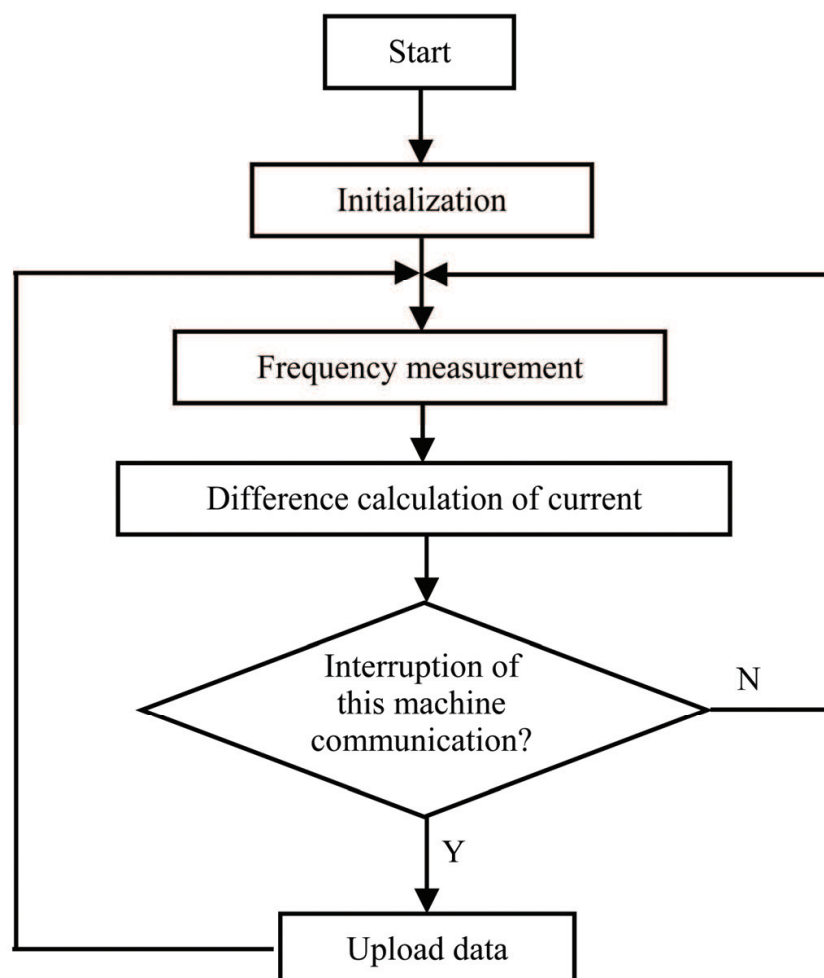 Start
Initialization
Frequency measurement
Difference calculation of current
Interruption of
this machine
communication?
N
Y
Upload data